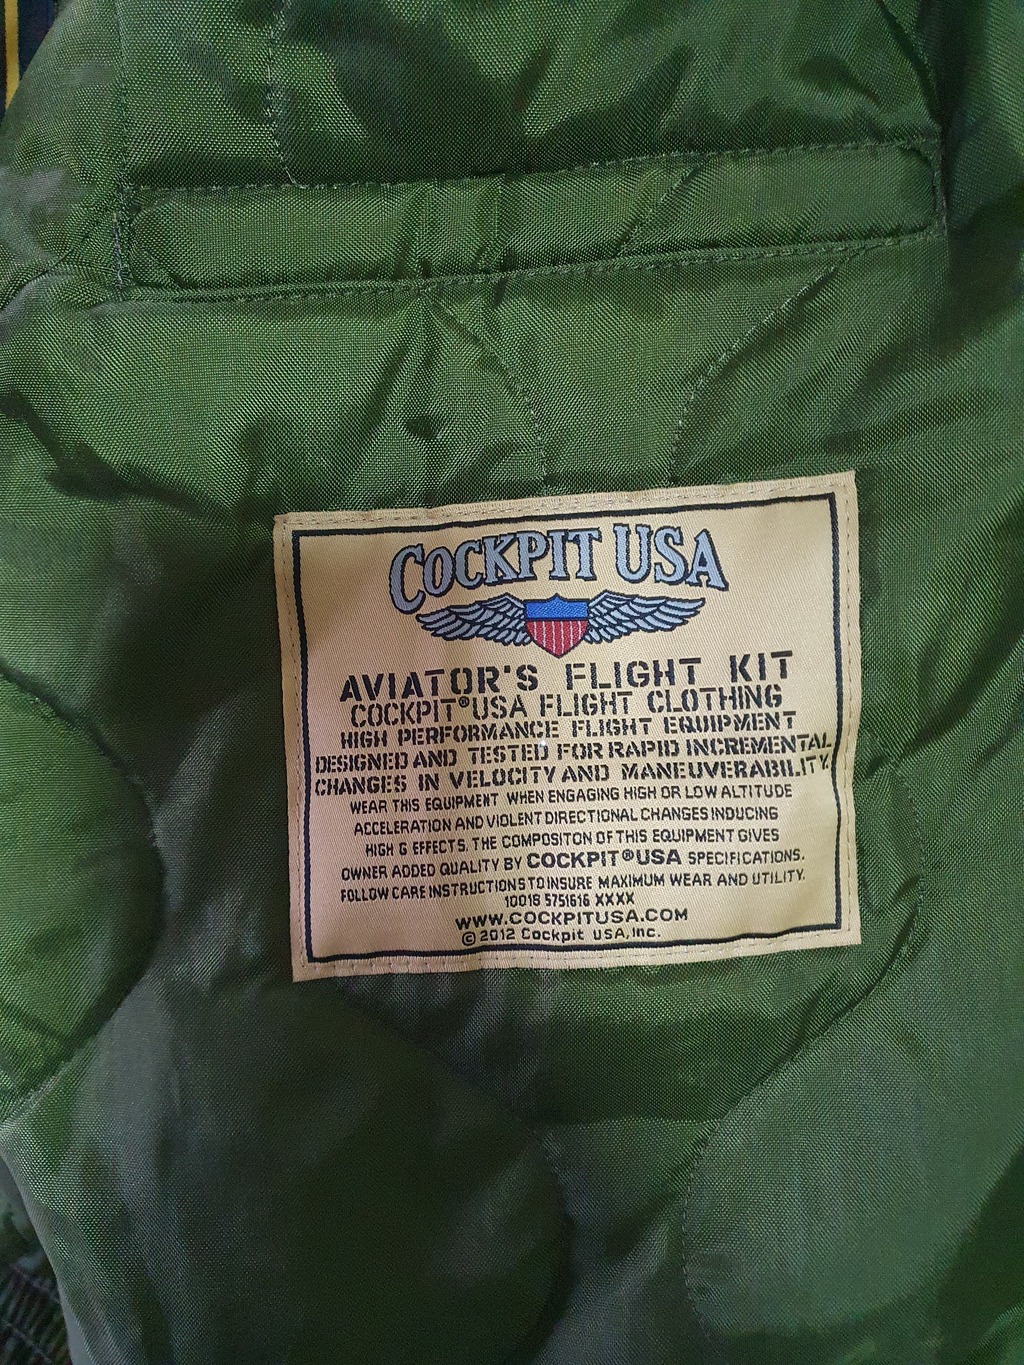 COCKPIT USA
AVIATOR'S FLIGHT KIT
COCKPIT®USA FLIGHT CLOTHING
HIGH PERFORMANCE FLIGHT EQUIPMENT
DESIGNED AND TESTED FOR RAPID INCREMENTAL
CHANGES IN VELOCITY AND MANEUVERABILITY.
WEAR THIS EQUIPMENT WHEN ENGAGING HIGH OR LOW ALTITUDE
ACCELERATION AND VIOLENT DIRECTIONAL CHANGES INDUCING
HIGH G EFFECTS. THE COMPOSITON OF THIS EQUIPMENT GIVES
OWNER ADDED QUALITY BY COCKPIT®USA SPECIFICATIONS.
FOLLOW CARE INSTRUCTIONS TO INSURE MAXIMUM WEAR AND UTILITY.
10018 5751616 XXXX
WWW.COCKPITUSA.COM
© 2012 Cockpit USA, Inc.